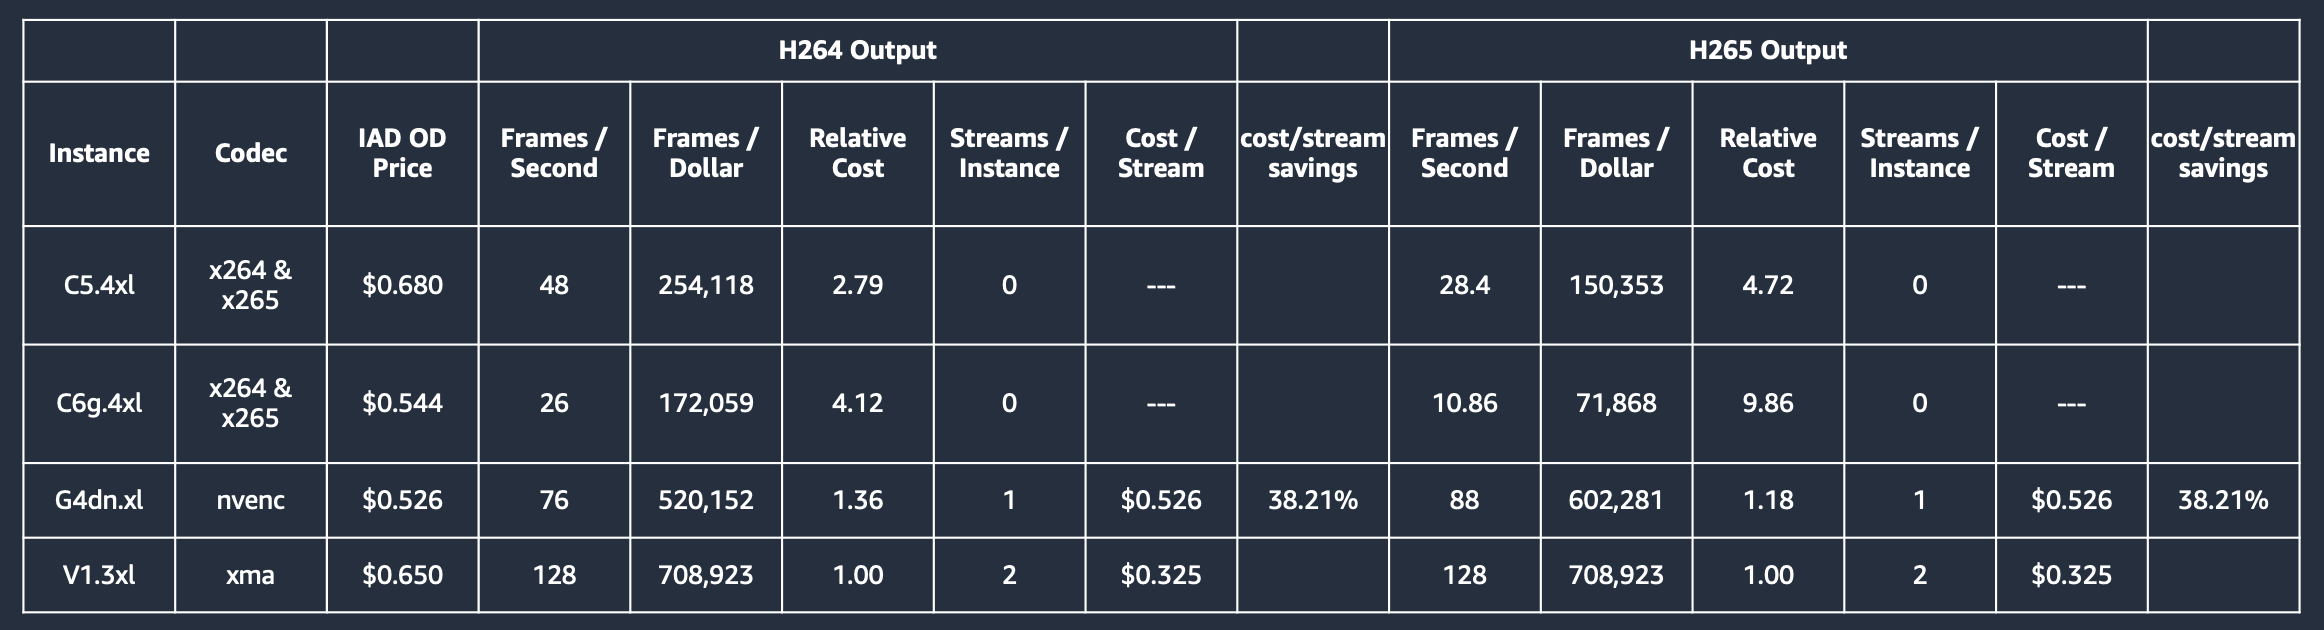 H264 Output H265 Output
Instance Codec IAD OD Price Frames / Second Frames / Dollar Relative Cost Streams / Instance Cost / Stream cost/stream savings Frames / Second Frames / Dollar Relative Cost Streams / Instance Cost / Stream cost/stream savings
C5.4xl x264 & x265 $0.680 48 254,118 2.79 0 --- 28.4 150,353 4.72 0 ---
C6g.4xl x264 & x265 $0.544 26 172,059 4.12 0 --- 10.86 71,868 9.86 0 ---
G4dn.xl nvenc $0.526 76 520,152 1.36 1 $0.526 38.21% 88 602,281 1.18 1 $0.526 38.21%
V1.3xl xma $0.650 128 708,923 1.00 2 $0.325 128 708,923 1.00 2 $0.325